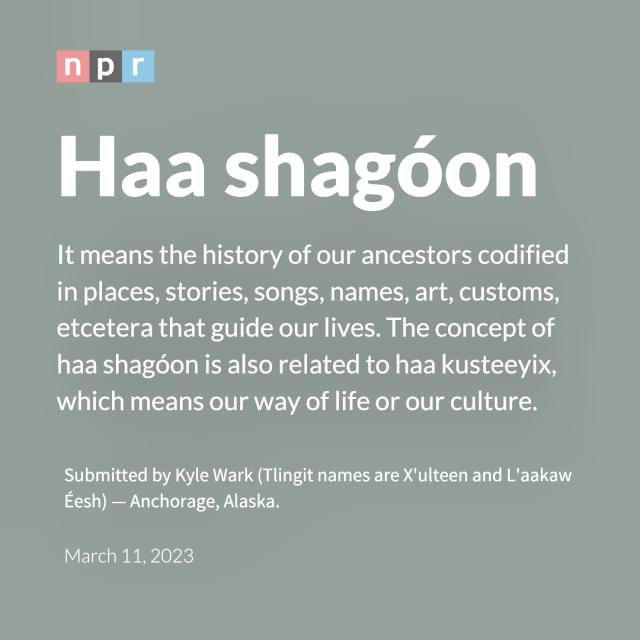 npr
Haa shagóon
It means the history of our ancestors codified
in places, stories, songs, names, art, customs,
etcetera that guide our lives. The concept of
haa shagóon is also related to haa kusteeyix,
which means our way of life or our culture.
Submitted by Kyle Wark (Tlingit names are X'ulteen and L'aakaw
Éesh) — Anchorage, Alaska.
March 11, 2023